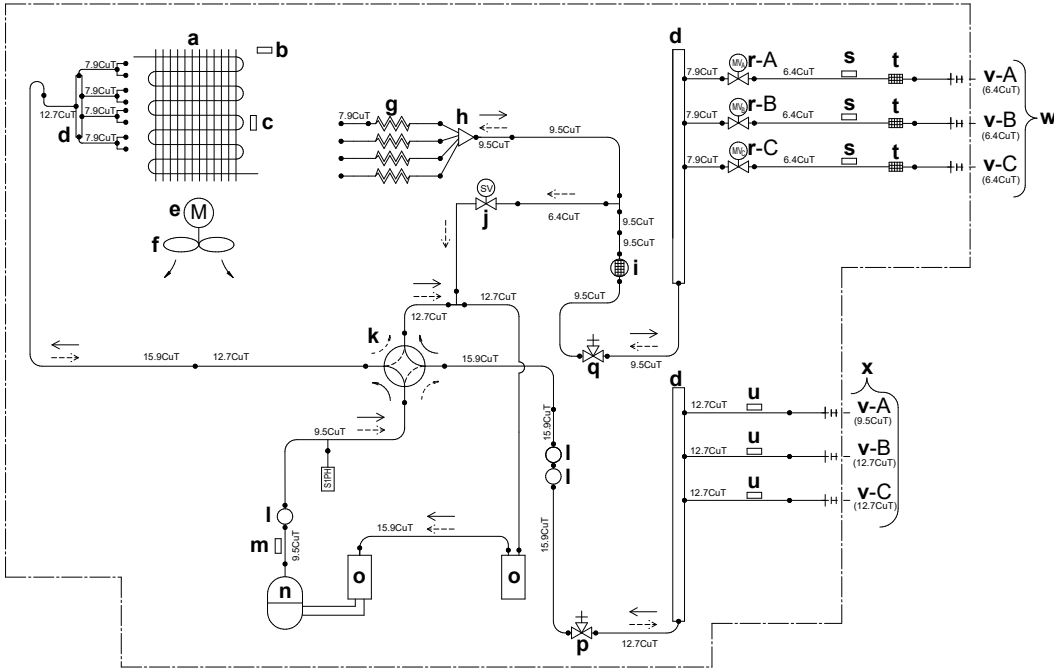 a
b
7.9CuT
7.9CuT
12.7CuT
7.9CuT
d
7.9CuT
c
e M
f
g
7.9CuT
h
9.5CuT
9.5CuT
SV
j
6.4CuT
9.5CuT
9.5CuT
i
9.5CuT
q
9.5CuT
d
7.9CuT
MVA
r-A
6.4CuT
s
t
v-A
(6.4CuT)
7.9CuT
MVB
r-B
6.4CuT
s
t
v-B
(6.4CuT)
7.9CuT
MVC
r-C
6.4CuT
s
t
v-C
(6.4CuT)
w
12.7CuT
12.7CuT
k
15.9CuT
12.7CuT
15.9CuT
9.5CuT
S1PH
l
m
9.5CuT
n
15.9CuT
o
o
15.9CuT
l
l
15.9CuT
p
12.7CuT
d
x
12.7CuT
u
v-A
(9.5CuT)
12.7CuT
u
v-B
(12.7CuT)
12.7CuT
u
v-C
(12.7CuT)